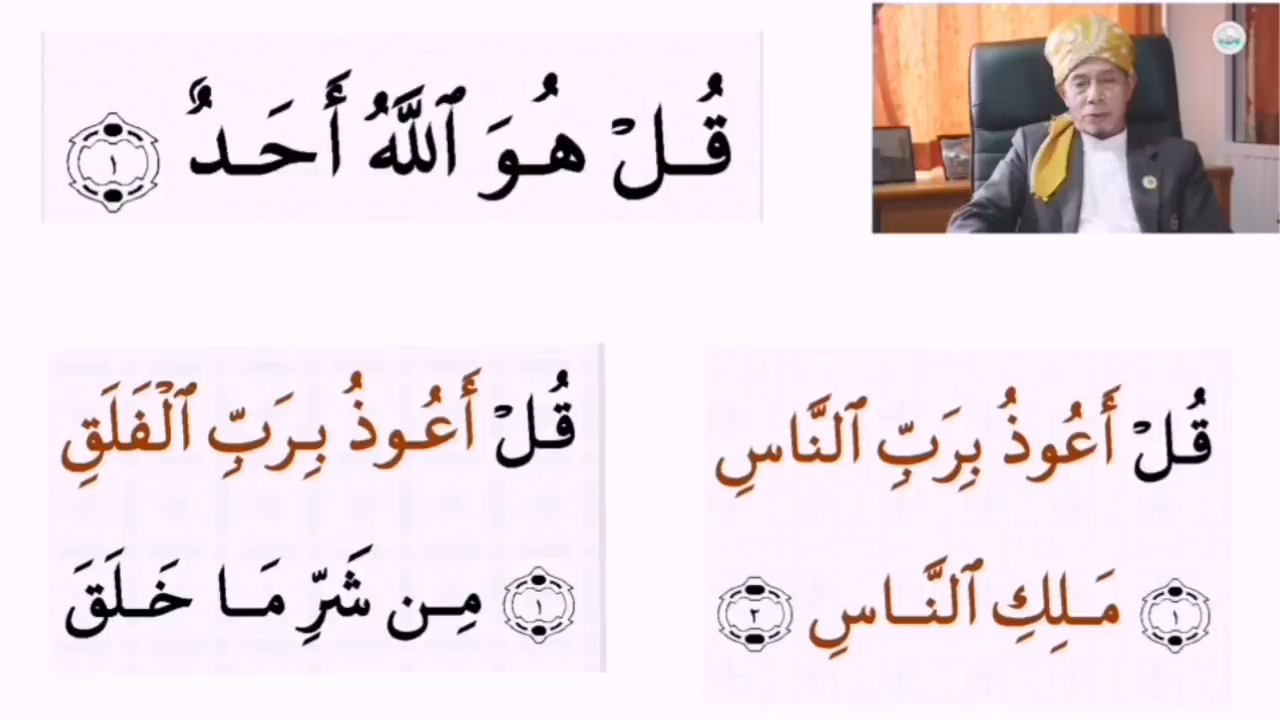 قُلۡ هُوَ ٱللَّهُ أَحَدٌ ١
قُلۡ أَعُوذُ بِرَبِّ ٱلۡفَلَقِ
١ مِن شَرِّ مَا خَلَقَ
قُلۡ أَعُوذُ بِرَبِّ ٱلنَّاسِ
١ مَلِكِ ٱلنَّاسِ ٢